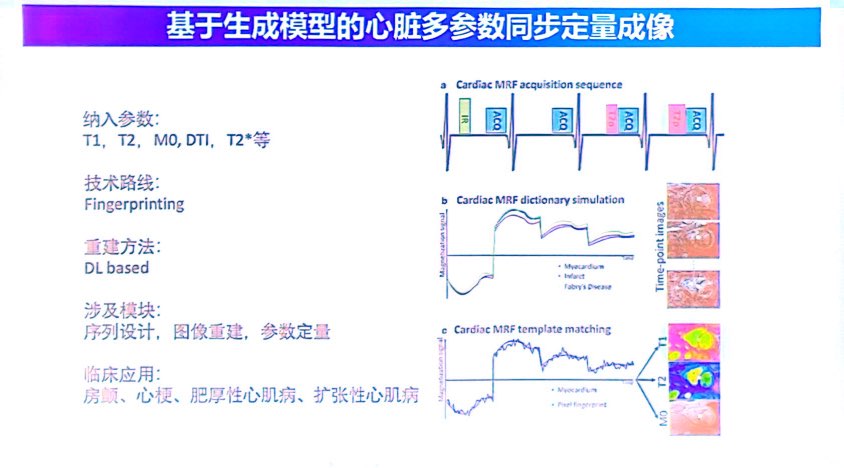 基于生成模型的心脏多参数同步定量成像
纳入参数：
T1，T2，M0, DTI，T2*等
技术路线：
Fingerprinting
重建方法：
DL based
涉及模块：
序列设计，图像重建，参数定量
临床应用：
房颤、心梗、肥厚性心肌病、扩张性心肌病
a Cardiac MRF acquisition sequence
IR
ACQ
ACQ
T2p
ACQ
T2p
ACQ
b Cardiac MRF dictionary simulation
Magnetization signal
Time
• Myocardium
• Infarct
Fabry's Disease
Time-point images
c Cardiac MRF template matching
Magnetization signal
• Myocardium
• Pixel fingerprint
T1
T2
M0